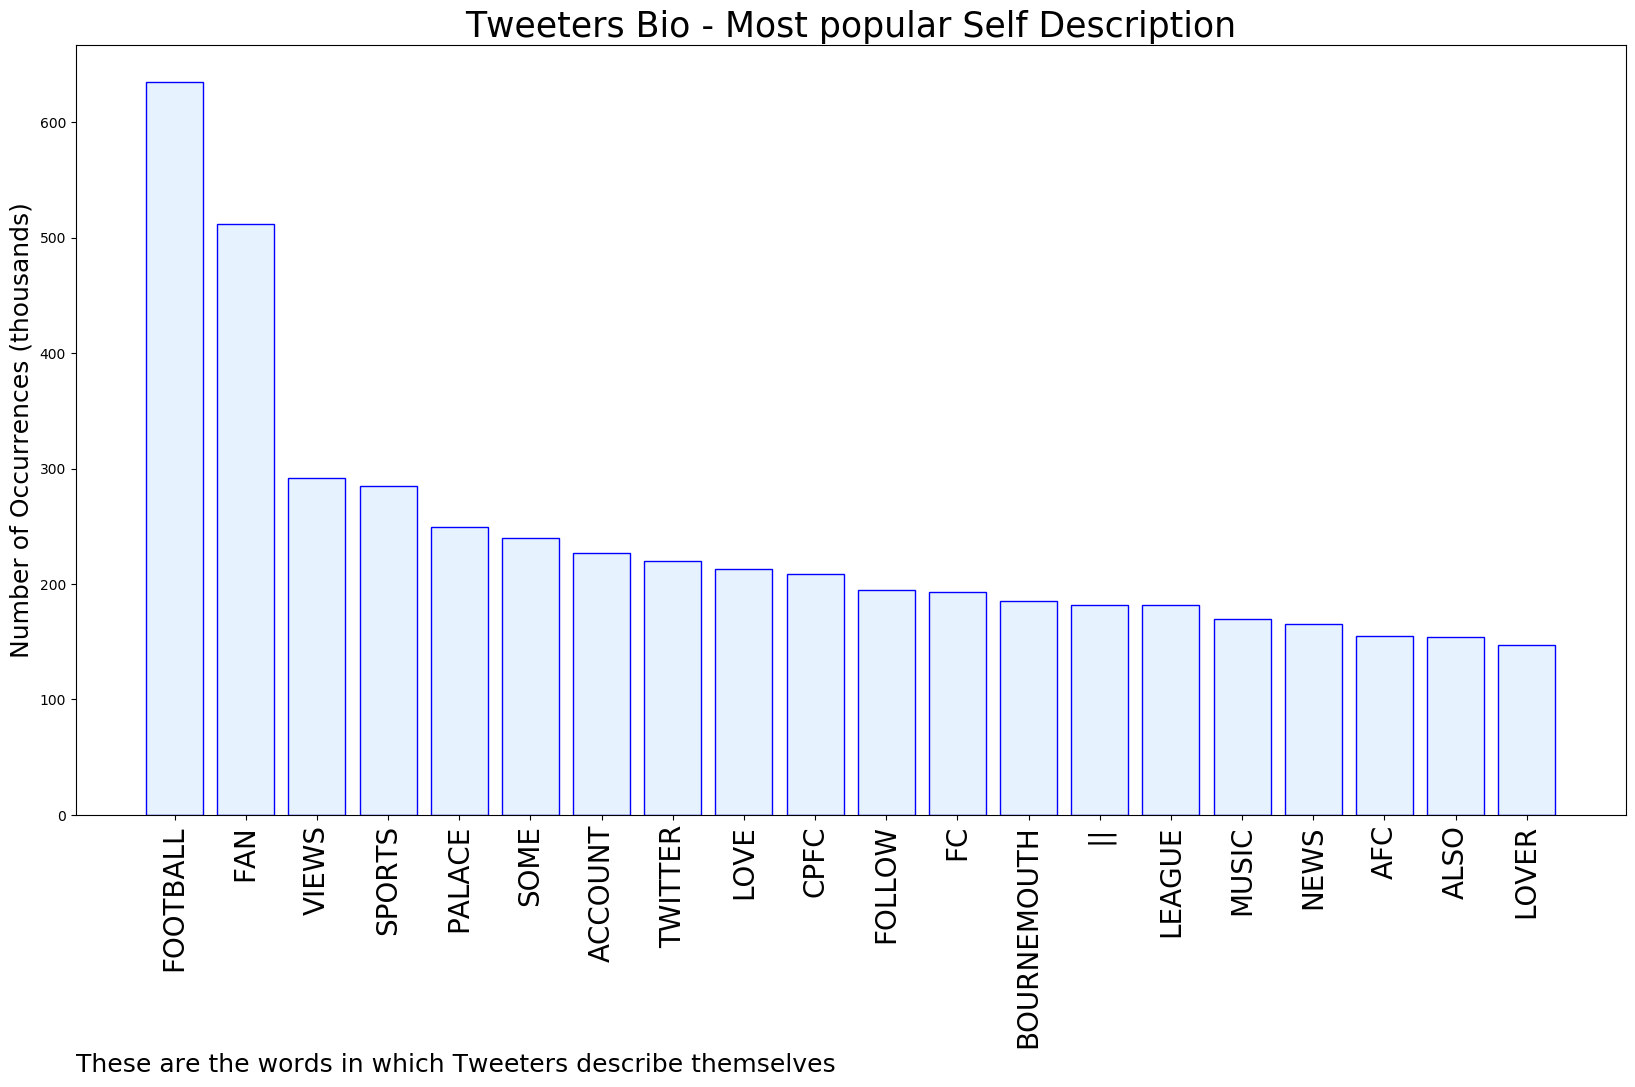 Tweeters Bio - Most popular Self Description
Number of Occurrences (thousands)
600
500
400
300
200
100
0
FOOTBALL
FAN
VIEWS
SPORTS
PALACE
SOME
ACCOUNT
TWITTER
LOVE
CPFC
FOLLOW
FC
BOURNEMOUTH
||
LEAGUE
MUSIC
NEWS
AFC
ALSO
LOVER
These are the words in which Tweeters describe themselves